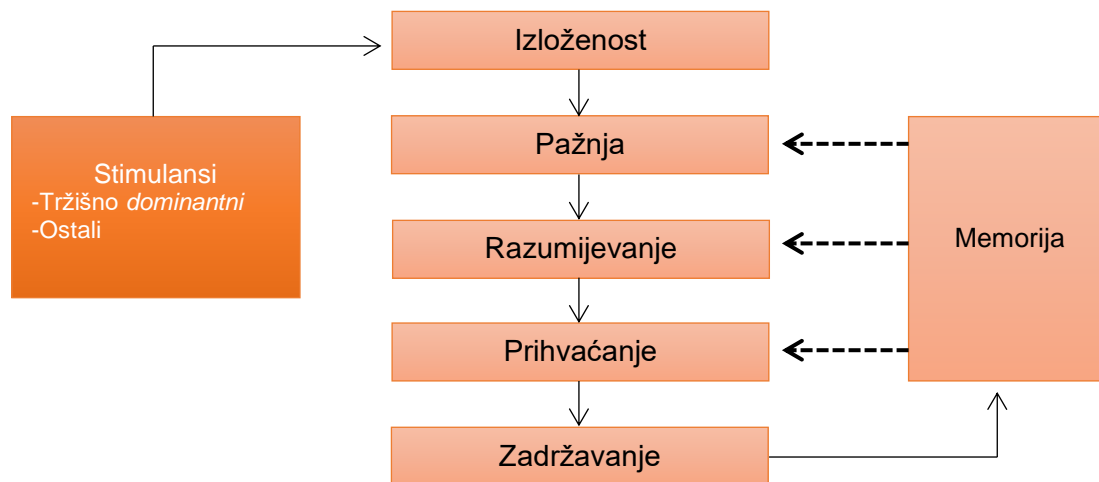 Izloženost
Pažnja
Stimulansi
-Tržišno dominantni
-Ostali
Razumijevanje
Memorija
Prihvaćanje
Zadržavanje